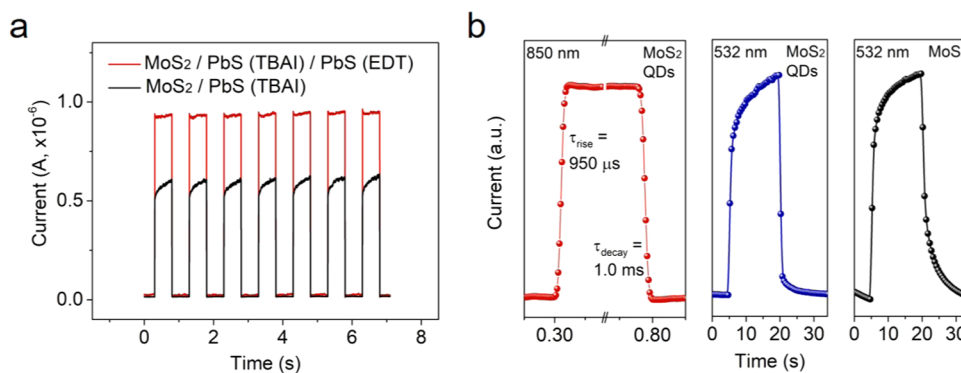 a
MoS2 / PbS (TBAI) / PbS (EDT)
MoS2 / PbS (TBAI)
Current (A, x10-6)
1.0
0.5
0.0
0
2
4
6
8
Time (s)
b
Current (a.u.)
850 nm
MoS2
QDs
τrise =
950 μs
τdecay =
1.0 ms
0.30
0.80
532 nm
MoS2
QDs
0
10
20
30
532 nm
0
10
20
30
Time (s)